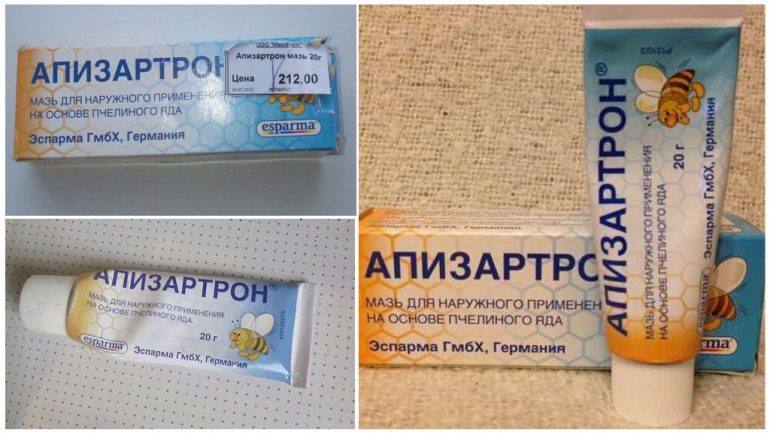 АПИЗАРТРОН
МАЗЬ ДЛЯ НАРУЖНОГО ПРИМЕНЕНИЯ
НА ОСНОВЕ ПЧЕЛИНОГО ЯДА
Эспарма ГмбХ, Германия
esparma®
Апизартрон мазь 20г
Цена
212,00
АПИЗАРТРОН®
МАЗЬ ДЛЯ НАРУЖНОГО ПРИМЕНЕНИЯ
НА ОСНОВЕ ПЧЕЛИНОГО ЯДА
20 г
esparma®
Эспарма ГмбХ, Германия
АПИЗАРТРОН
МАЗЬ ДЛЯ НАРУЖНОГО ПРИМЕНЕНИ
НА ОСНОВЕ ПЧЕЛИНОГО ЯДА
Эспарма ГмбХ, Германия
esparma
АПИЗАРТРОН®
МАЗЬ ДЛЯ НАРУЖНОГО ПРИМЕНЕНИЯ
НА ОСНОВЕ ПЧЕЛИНОГО ЯДА
20 г
Эспарма ГмбХ, Германия
esparma